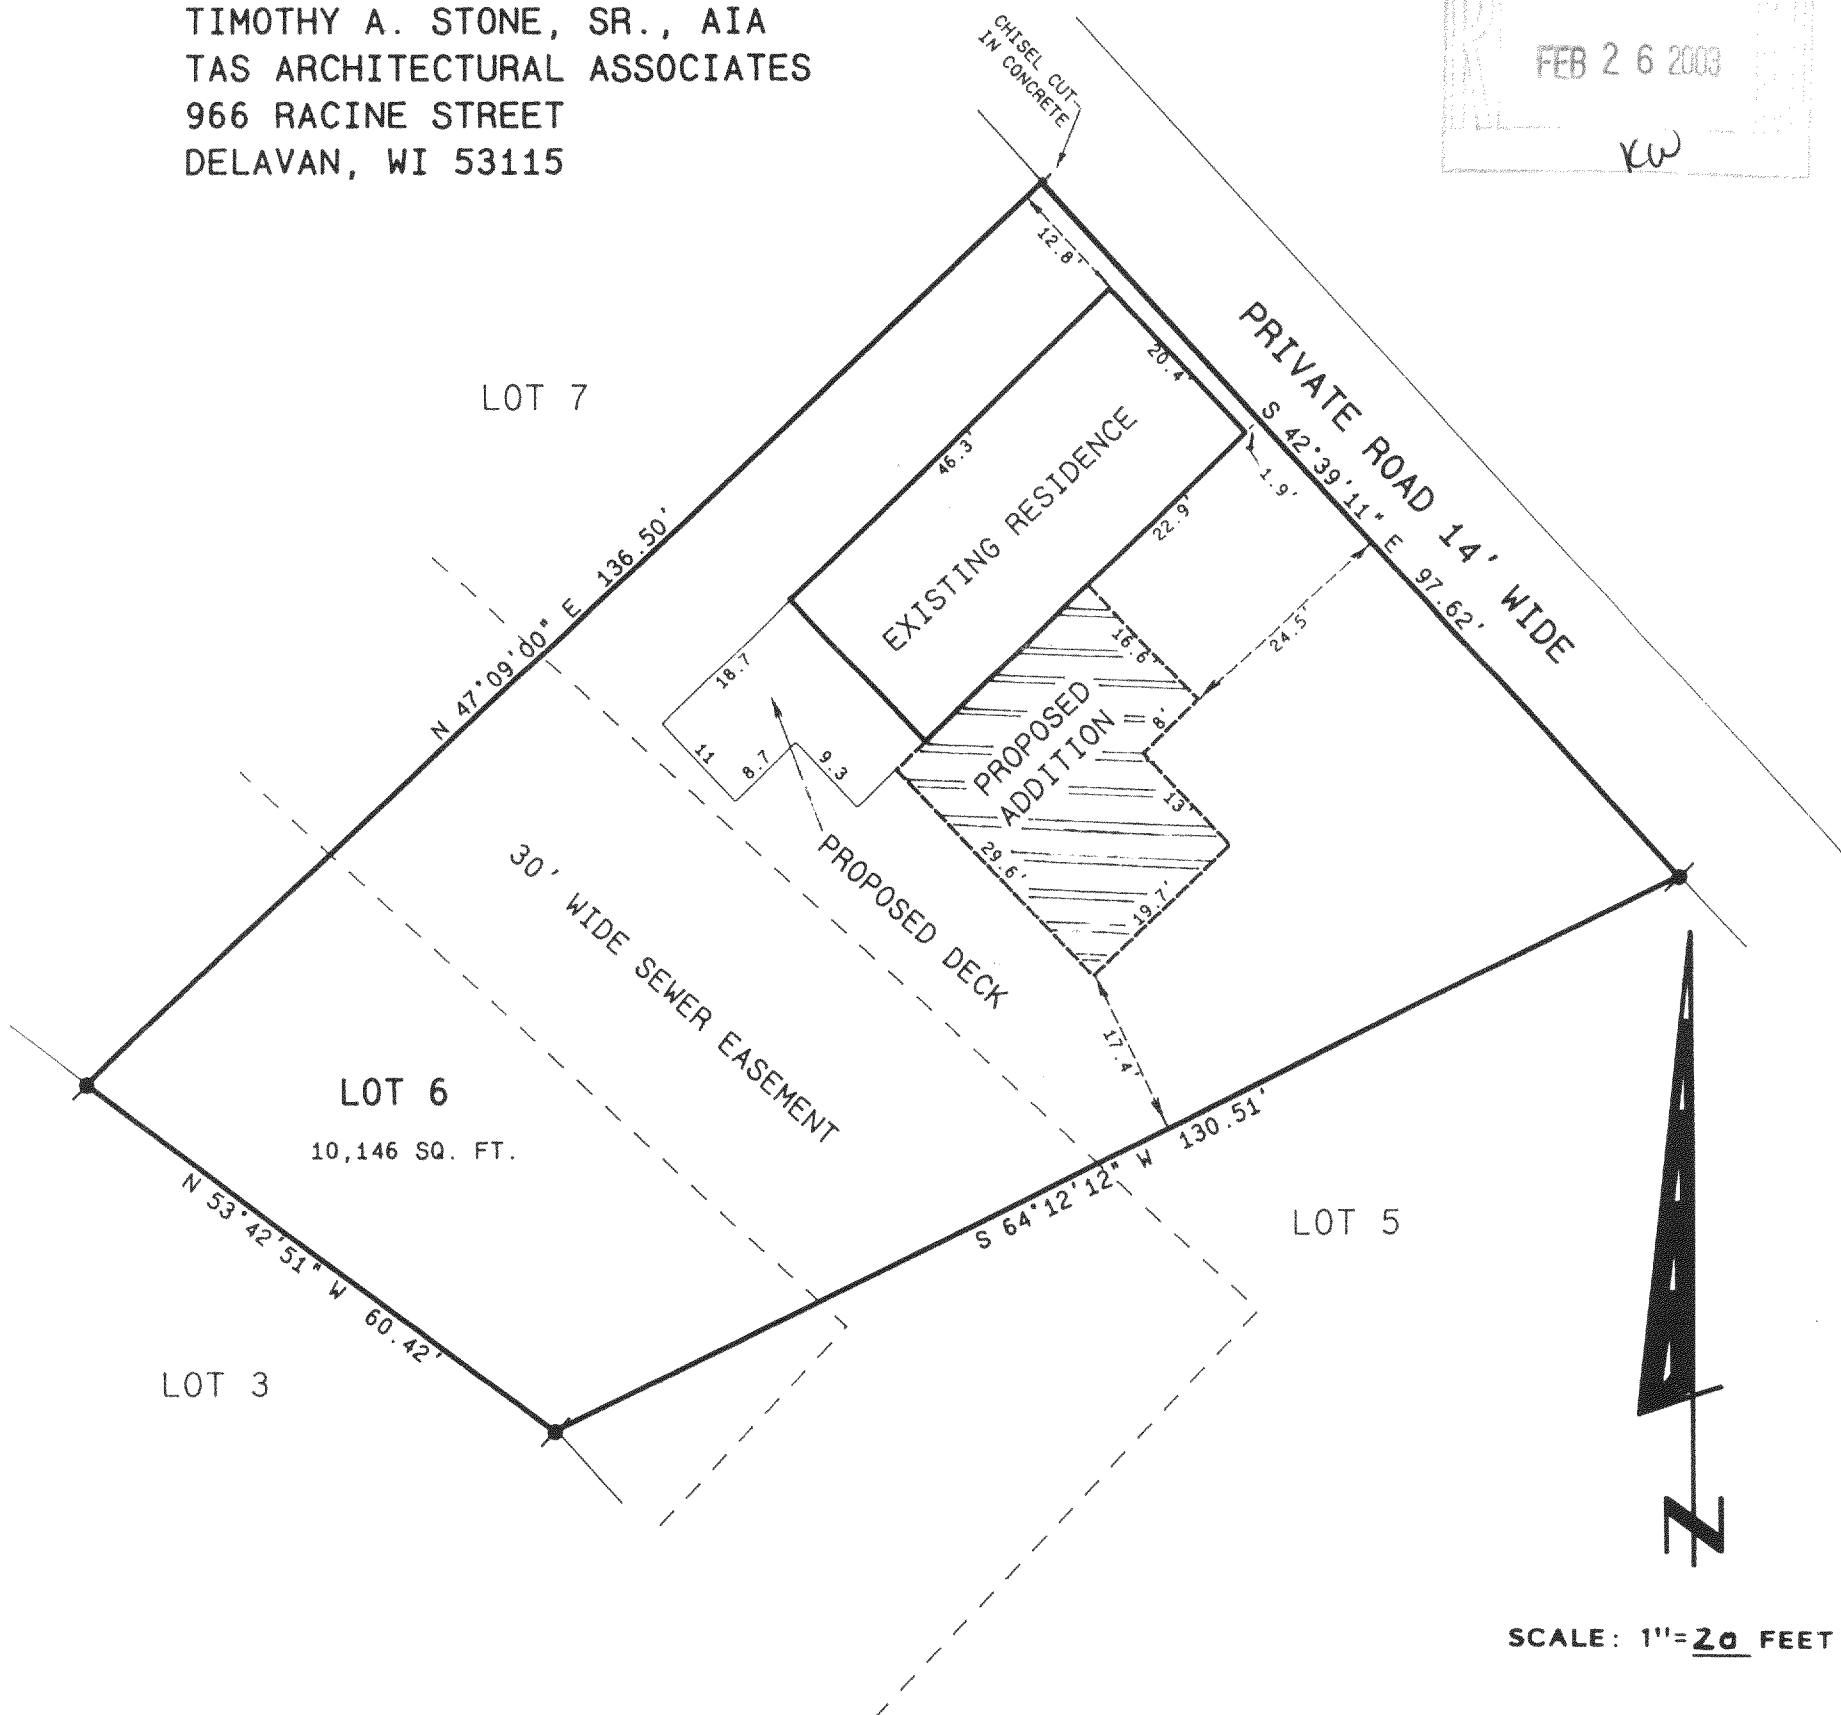 TIMOTHY A. STONE, SR., AIA
TAS ARCHITECTURAL ASSOCIATES
966 RACINE STREET
DELAVAN, WI 53115
CHISEL CUT
IN CONCRETE
FEB 26 2003
KW
12.8'
LOT 7
20.4'
PRIVATE ROAD 14' WIDE
S 42°39'11" E 97.62'
46.3'
EXISTING RESIDENCE
1.9'
22.9'
N 47°09'00" E 136.50'
16.6'
24.5'
18.7
PROPOSED
ADDITION
8'
11
8.7
9.3
13'
29.6'
19.7'
PROPOSED DECK
30' WIDE SEWER EASEMENT
17.4'
LOT 6
10,146 SQ. FT.
S 64°12'12" W 130.51'
N 53°42'51" W 60.42'
LOT 5
LOT 3
N
SCALE: 1"=20 FEET